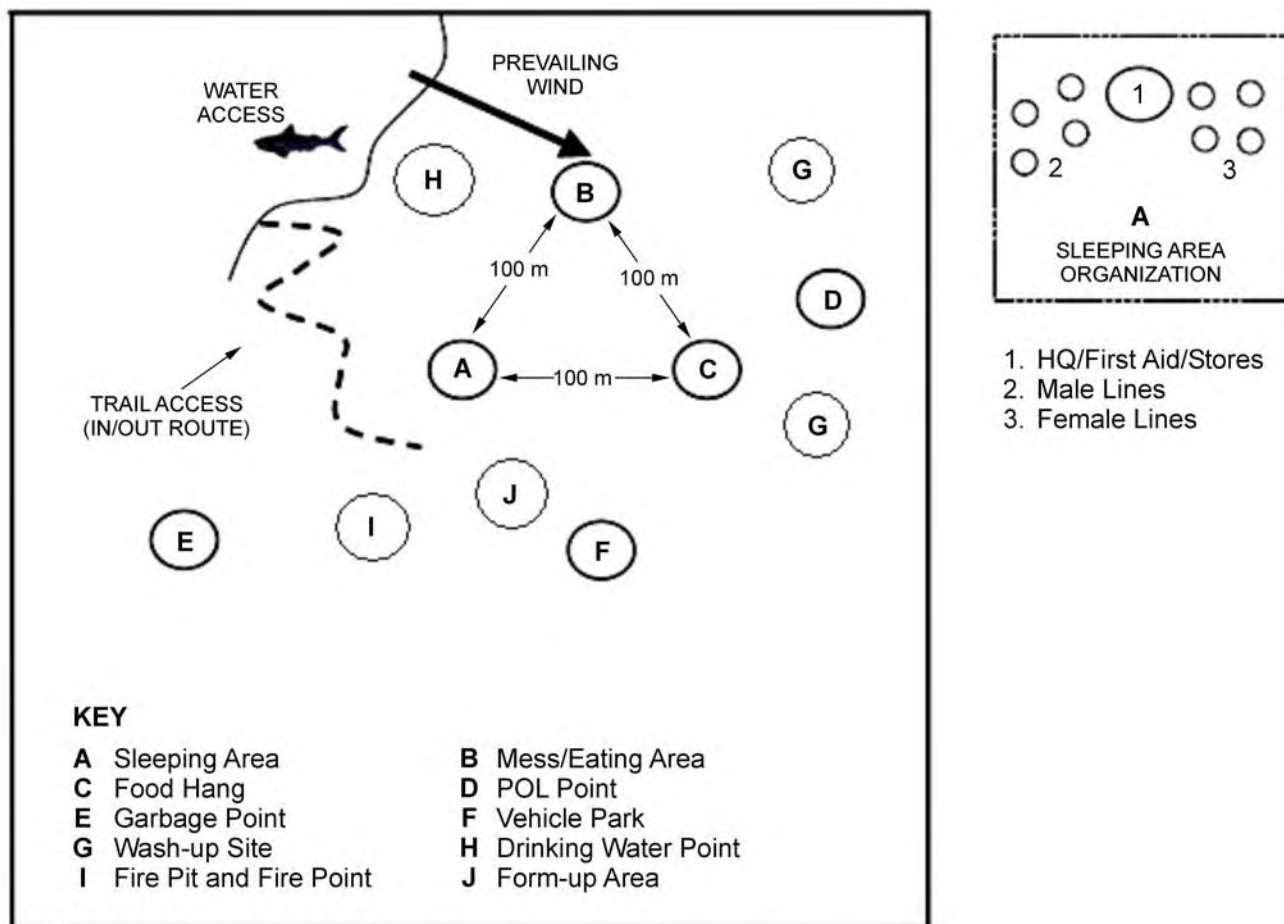 PREVAILING
WIND
WATER
ACCESS
H
B
G
100 m
100 m
D
A
100 m
C
TRAIL ACCESS
(IN/OUT ROUTE)
G
J
E
I
F
KEY
A Sleeping Area
B Mess/Eating Area
C Food Hang
D POL Point
E Garbage Point
F Vehicle Park
G Wash-up Site
H Drinking Water Point
I Fire Pit and Fire Point
J Form-up Area
1
2
3
A
SLEEPING AREA
ORGANIZATION
1. HQ/First Aid/Stores
2. Male Lines
3. Female Lines